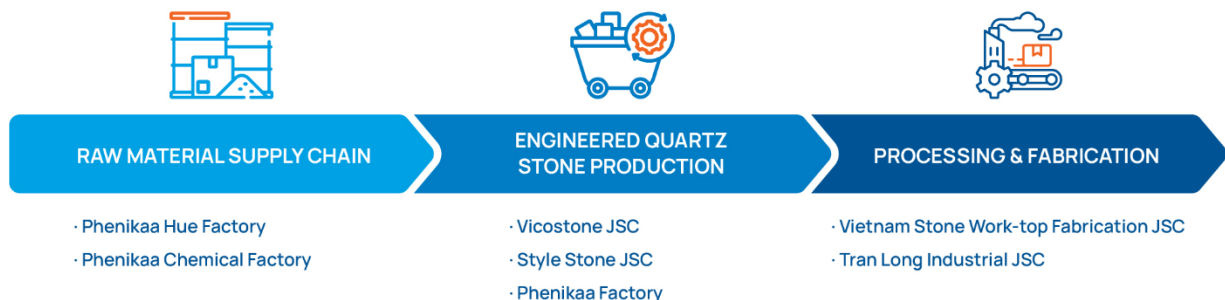 RAW MATERIAL SUPPLY CHAIN
ENGINEERED QUARTZ
STONE PRODUCTION
PROCESSING & FABRICATION
· Phenikaa Hue Factory
· Phenikaa Chemical Factory
· Vicostone JSC
· Style Stone JSC
· Phenikaa Factory
· Vietnam Stone Work-top Fabrication JSC
· Tran Long Industrial JSC